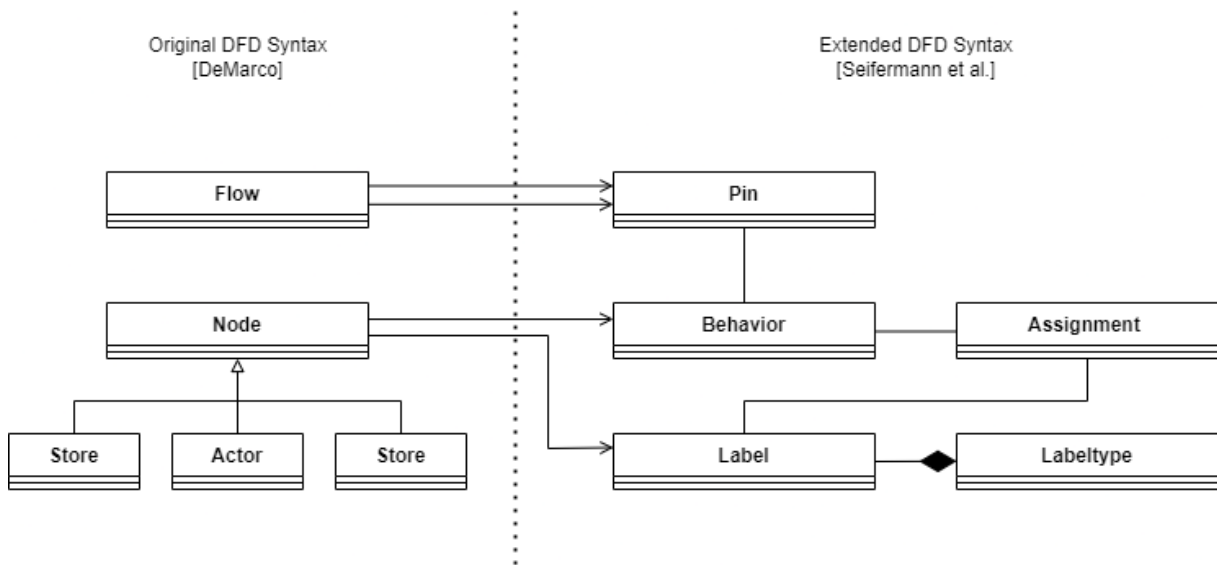 Original DFD Syntax
[DeMarco]
Extended DFD Syntax
[Seifermann et al.]
Flow
Pin
Node
Behavior
Assignment
Store
Actor
Store
Label
Labeltype